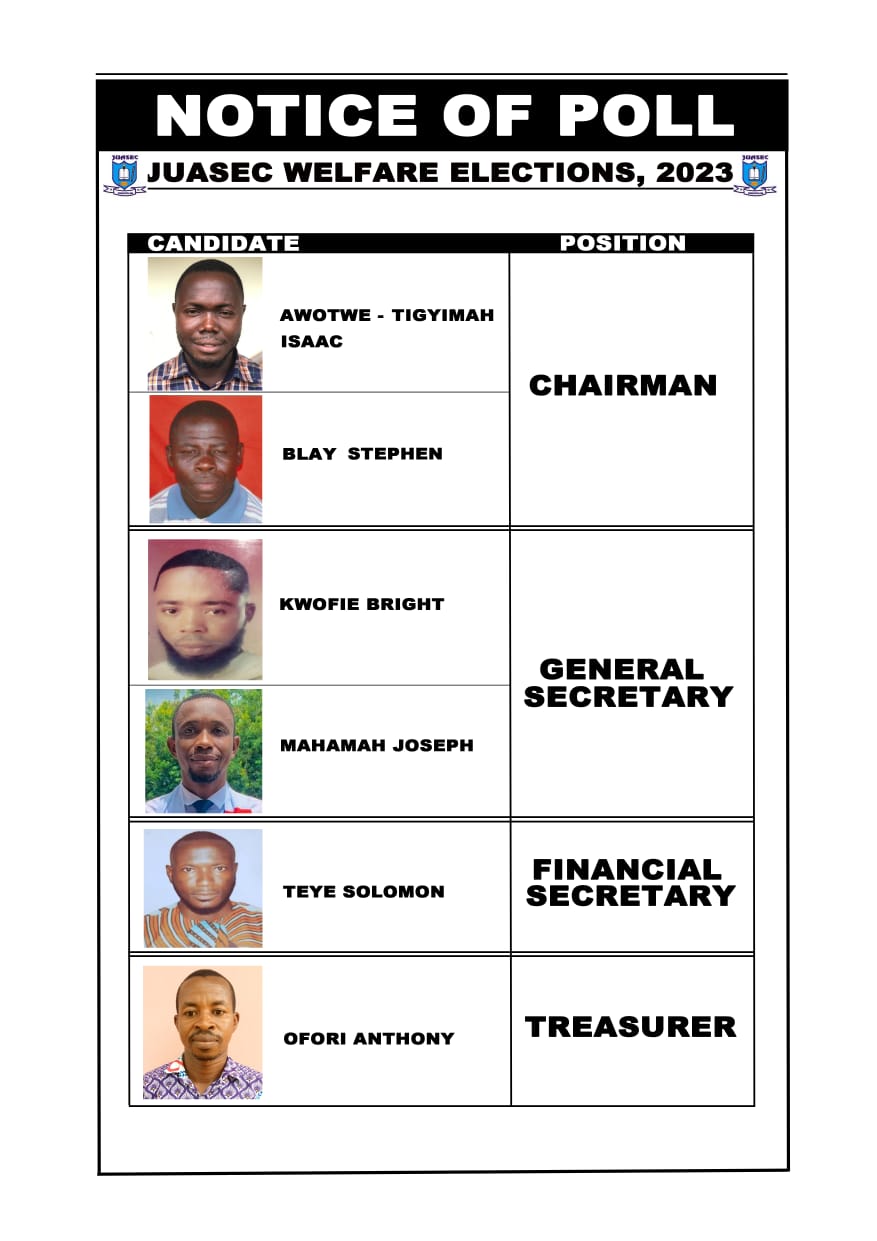 NOTICE OF POLL
JUASEC
JUASEC WELFARE ELECTIONS, 2023
JUASEC
CANDIDATE POSITION
AWOTWE - TIGYIMAH
ISAAC
CHAIRMAN
BLAY STEPHEN
KWOFIE BRIGHT
GENERAL
SECRETARY
MAHAMAH JOSEPH
TEYE SOLOMON
FINANCIAL
SECRETARY
OFORI ANTHONY
TREASURER